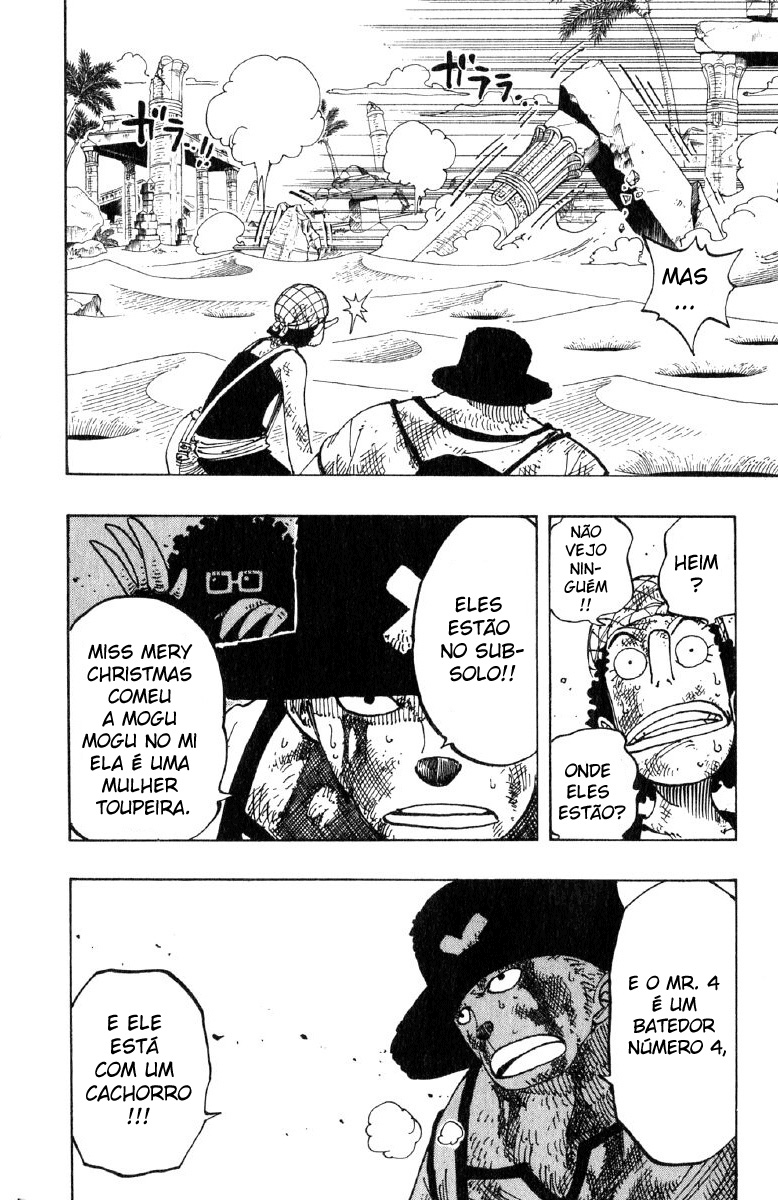 ガラガラ...
ガラ...!!
MAS
...
HEIM
?
NÃO
VEJO
NIN-
GUÉM
!!
ONDE
ELES
ESTÃO?
ELES
ESTÃO
NO SUB-
SOLO!!
MISS MERY
CHRISTMAS
COMEU
A MOGU
MOGU NO MI
ELA É UMA
MULHER
TOUPEIRA.
E O MR. 4
É UM
BATEDOR
NÚMERO 4,
E ELE
ESTÁ
COM UM
CACHORRO
!!!